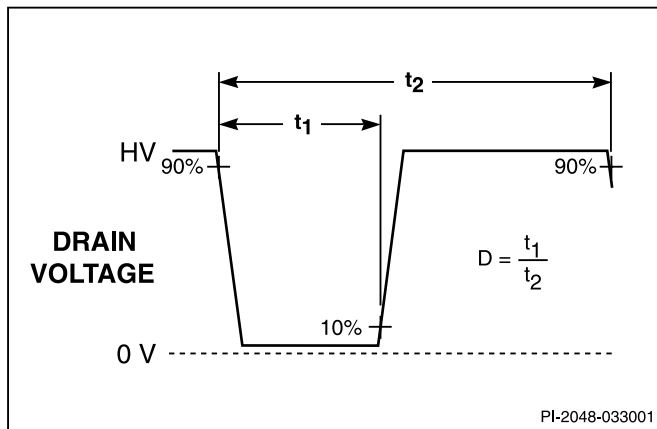 t2
t1
HV
90%
90%
DRAIN
VOLTAGE
D = t1/t2
10%
0 V
PI-2048-033001